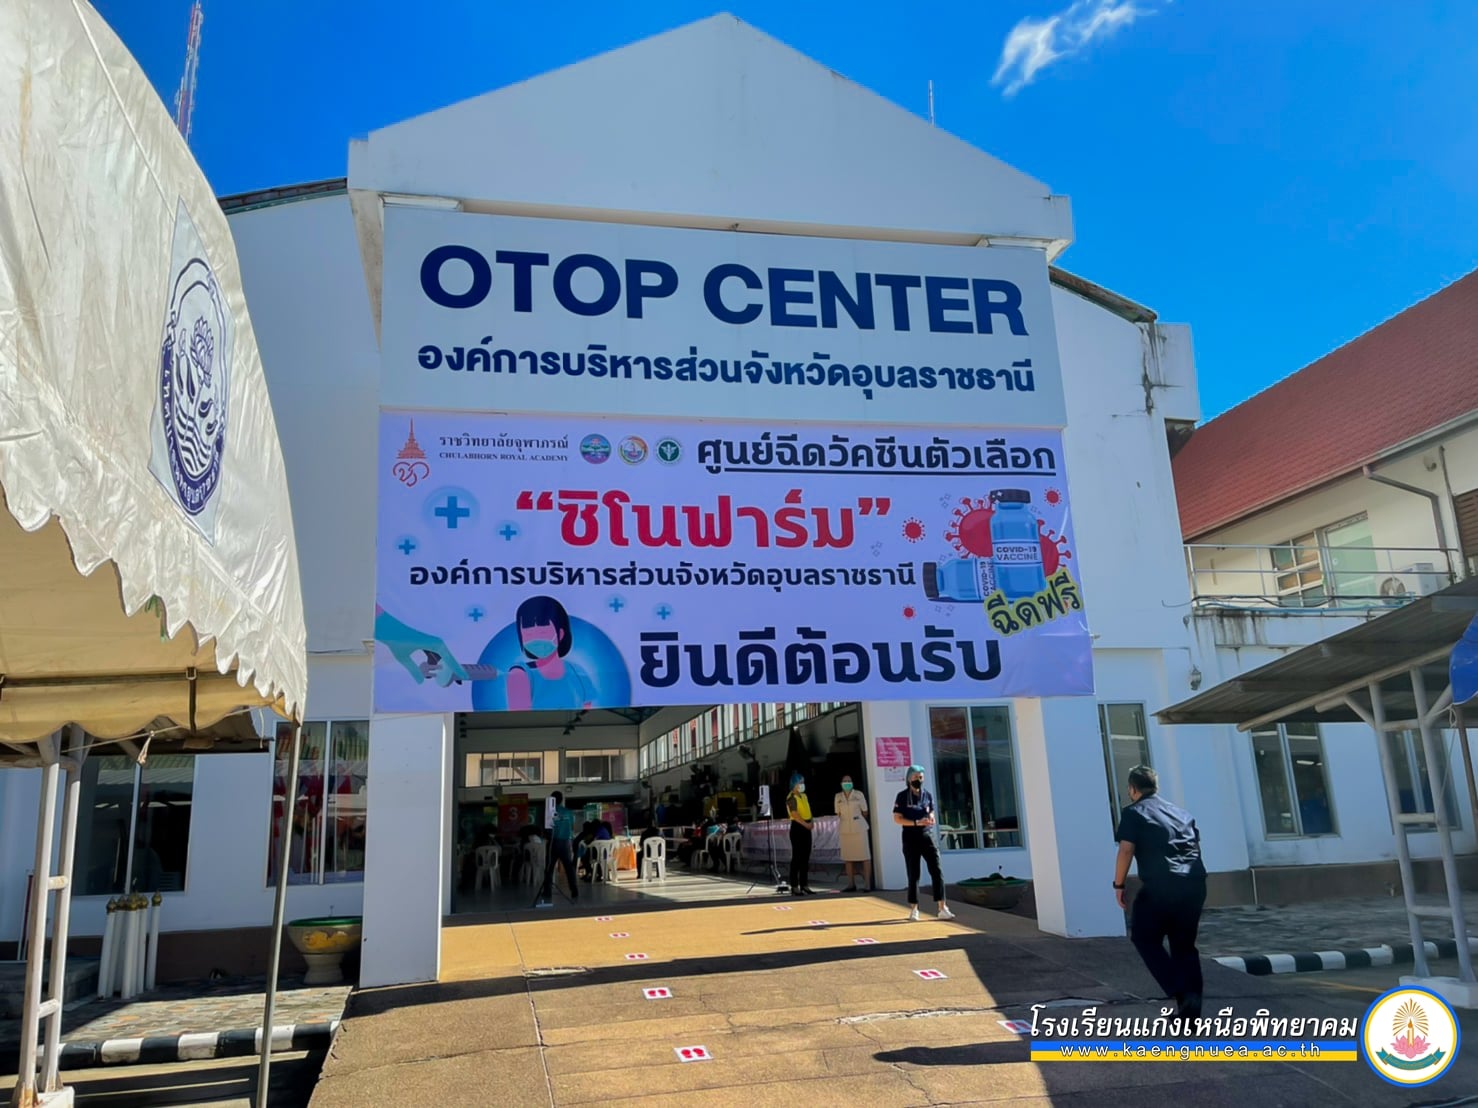 OTOP CENTER
องค์การบริหารส่วนจังหวัดอุบลราชธานี
ราชวิทยาลัยจุฬาภรณ์
CHULABHORN ROYAL ACADEMY
ศูนย์ฉีดวัคซีนตัวเลือก
“ซิโนฟาร์ม”
องค์การบริหารส่วนจังหวัดอุบลราชธานี
COVID-19
VACCINE
ฉีดฟรี
ยินดีต้อนรับ
3
โรงเรียนแก้งเหนือพิทยาคม
www.kaengnuea.ac.th